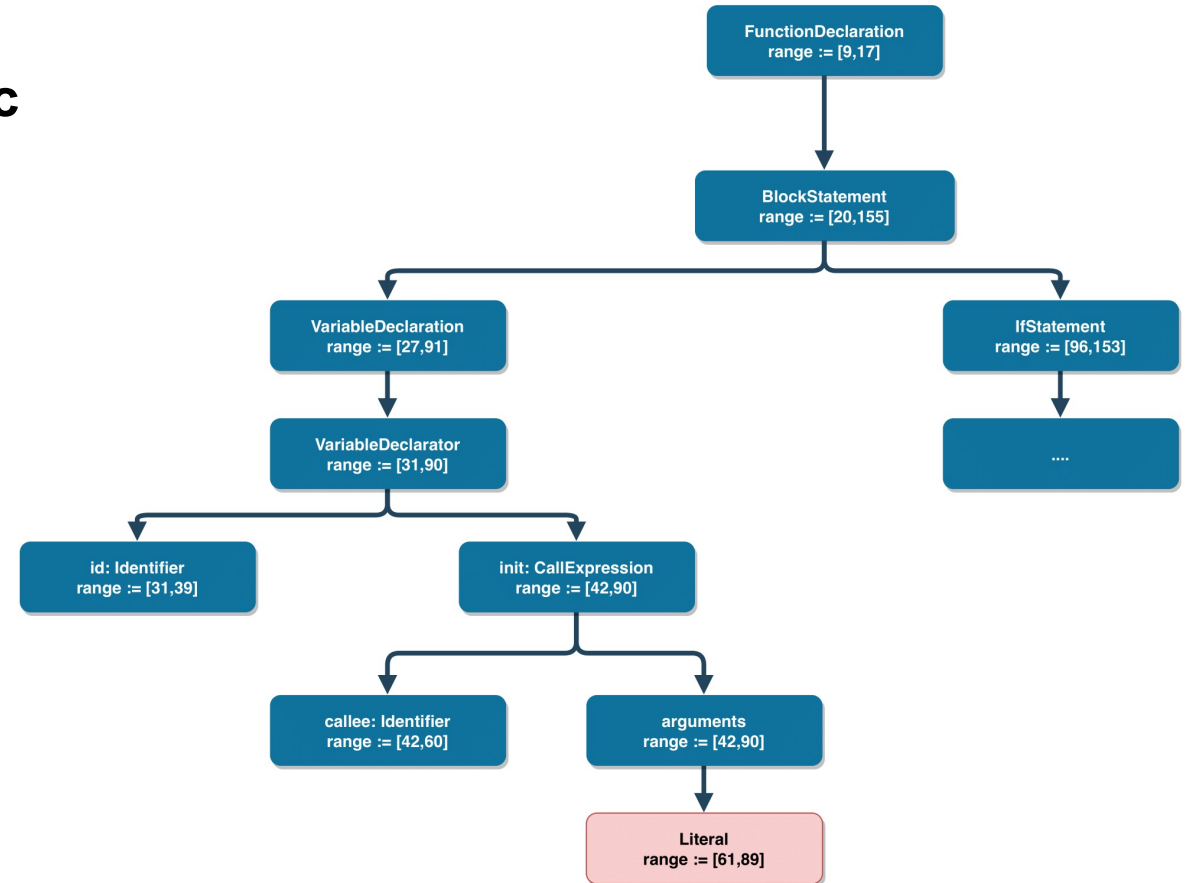 c
FunctionDeclaration
range := [9,17]
BlockStatement
range := [20,155]
VariableDeclaration
range := [27,91]
IfStatement
range := [96,153]
VariableDeclarator
range := [31,90]
....
id: Identifier
range := [31,39]
init: CallExpression
range := [42,90]
callee: Identifier
range := [42,60]
arguments
range := [42,90]
Literal
range := [61,89]